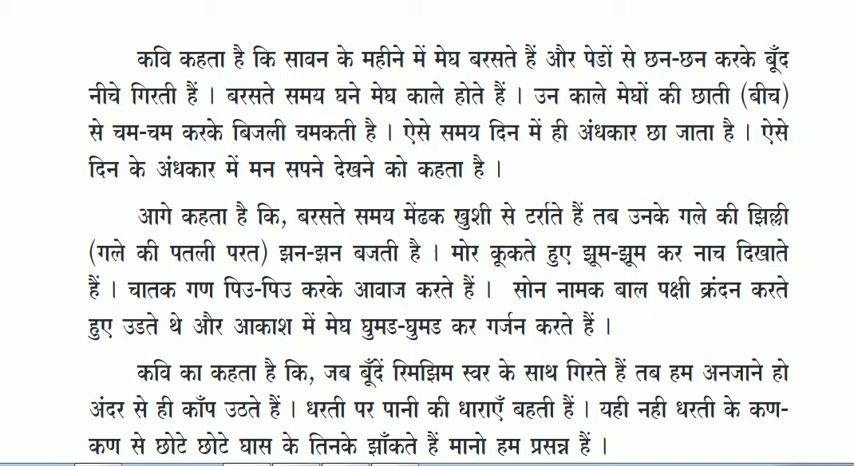 कवि कहता है कि सावन के महीने में मेघ बरसते हैं और पेडों से छन-छन करके बूँद
नीचे गिरती हैं । बरसते समय घने मेघ काले होते हैं । उन काले मेघों की छाती (बीच)
से चम-चम करके बिजली चमकती है । ऐसे समय दिन में ही अंधकार छा जाता है । ऐसे
दिन के अंधकार में मन सपने देखने को कहता है ।
आगे कहता है कि, बरसते समय मेंढक खुशी से टर्राते हैं तब उनके गले की झिल्ली
(गले की पतली परत) झन-झन बजती है । मोर कूकते हुए झूम-झूम कर नाच दिखाते
हैं । चातक गण पिउ-पिउ करके आवाज करते हैं । सोन नामक बाल पक्षी क्रंदन करते
हुए उडते थे और आकाश में मेघ घुमड-घुमड कर गर्जन करते हैं ।
कवि का कहता है कि, जब बूँदें रिमझिम स्वर के साथ गिरते हैं तब हम अनजाने हो
अंदर से ही काँप उठते हैं । धरती पर पानी की धाराएँ बहती हैं । यही नही धरती के कण-
कण से छोटे छोटे घास के तिनके झाँकते हैं मानो हम प्रसन्न हैं ।